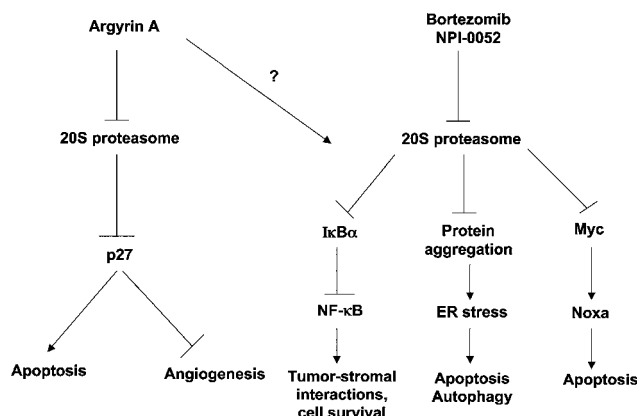 Argyrin A
Bortezomib
NPI-0052
?
20S proteasome
20S proteasome
p27
IκBα
Protein
aggregation
Myc
NF-κB
ER stress
Noxa
Apoptosis
Angiogenesis
Tumor-stromal
interactions,
cell survival
Apoptosis
Autophagy
Apoptosis